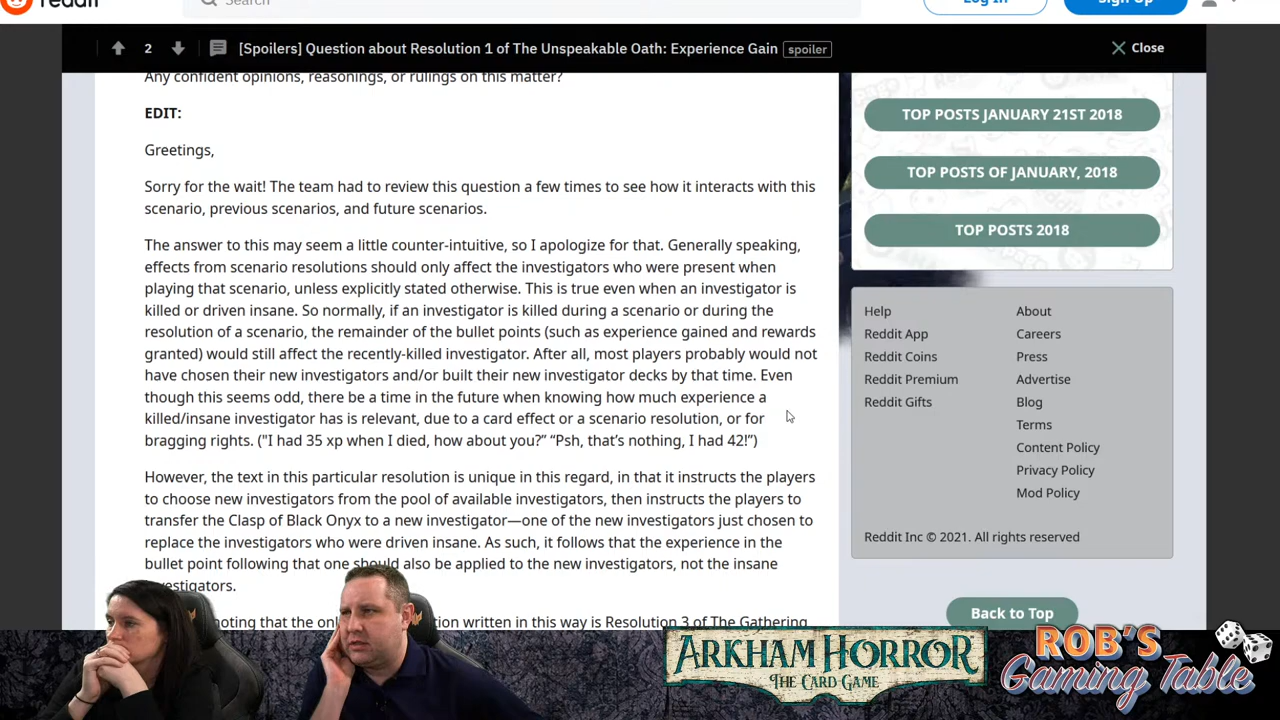 reddit
Search
Log In
Sign Up
2
[Spoilers] Question about Resolution 1 of The Unspeakable Oath: Experience Gain
spoiler
Close
Any confident opinions, reasonings, or rulings on this matter?
EDIT:
Greetings,
Sorry for the wait! The team had to review this question a few times to see how it interacts with this
scenario, previous scenarios, and future scenarios.
The answer to this may seem a little counter-intuitive, so I apologize for that. Generally speaking,
effects from scenario resolutions should only affect the investigators who were present when
playing that scenario, unless explicitly stated otherwise. This is true even when an investigator is
killed or driven insane. So normally, if an investigator is killed during a scenario or during the
resolution of a scenario, the remainder of the bullet points (such as experience gained and rewards
granted) would still affect the recently-killed investigator. After all, most players probably would not
have chosen their new investigators and/or built their new investigator decks by that time. Even
though this seems odd, there be a time in the future when knowing how much experience a
killed/insane investigator has is relevant, due to a card effect or a scenario resolution, or for
bragging rights. ("I had 35 xp when I died, how about you?” “Psh, that’s nothing, I had 42!”)
However, the text in this particular resolution is unique in this regard, in that it instructs the players
to choose new investigators from the pool of available investigators, then instructs the players to
transfer the Clasp of Black Onyx to a new investigator—one of the new investigators just chosen to
replace the investigators who were driven insane. As such, it follows that the experience in the
bullet point following that one should also be applied to the new investigators, not the insane
investigators.
noting that the
written in this way is Resolution 3 of The Gathering
TOP POSTS JANUARY 21ST 2018
TOP POSTS OF JANUARY, 2018
TOP POSTS 2018
Help
About
Reddit App
Careers
Reddit Coins
Press
Reddit Premium
Advertise
Reddit Gifts
Blog
Terms
Content Policy
Privacy Policy
Mod Policy
Reddit Inc © 2021. All rights reserved
Back to Top
ARKHAM HORROR
THE CARD GAME
ROB'S
Gaming Table